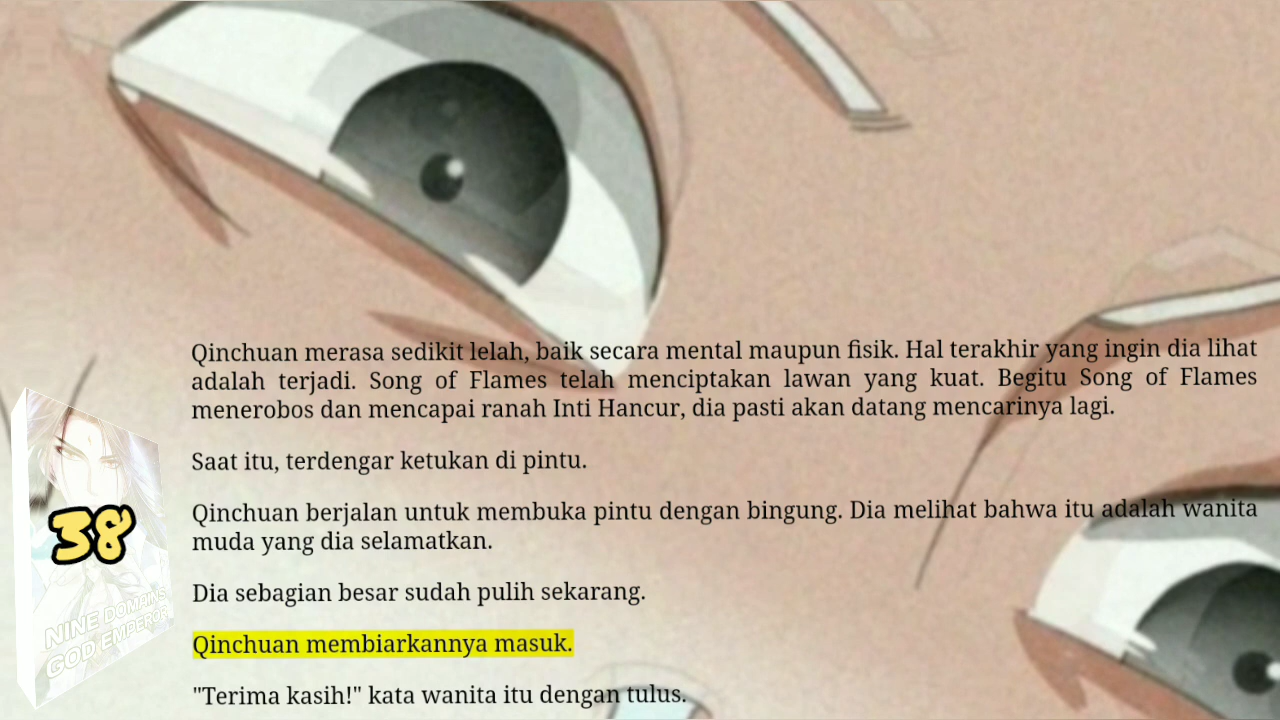 Qinchuan merasa sedikit lelah, baik secara mental maupun fisik. Hal terakhir yang ingin dia lihat
adalah terjadi. Song of Flames telah menciptakan lawan yang kuat. Begitu Song of Flames
menerobos dan mencapai ranah Inti Hancur, dia pasti akan datang mencarinya lagi.
Saat itu, terdengar ketukan di pintu.
Qinchuan berjalan untuk membuka pintu dengan bingung. Dia melihat bahwa itu adalah wanita
muda yang dia selamatkan.
Dia sebagian besar sudah pulih sekarang.
Qinchuan membiarkannya masuk.
"Terima kasih!" kata wanita itu dengan tulus.
38
NINE DOMAINS
GOD EMPEROR